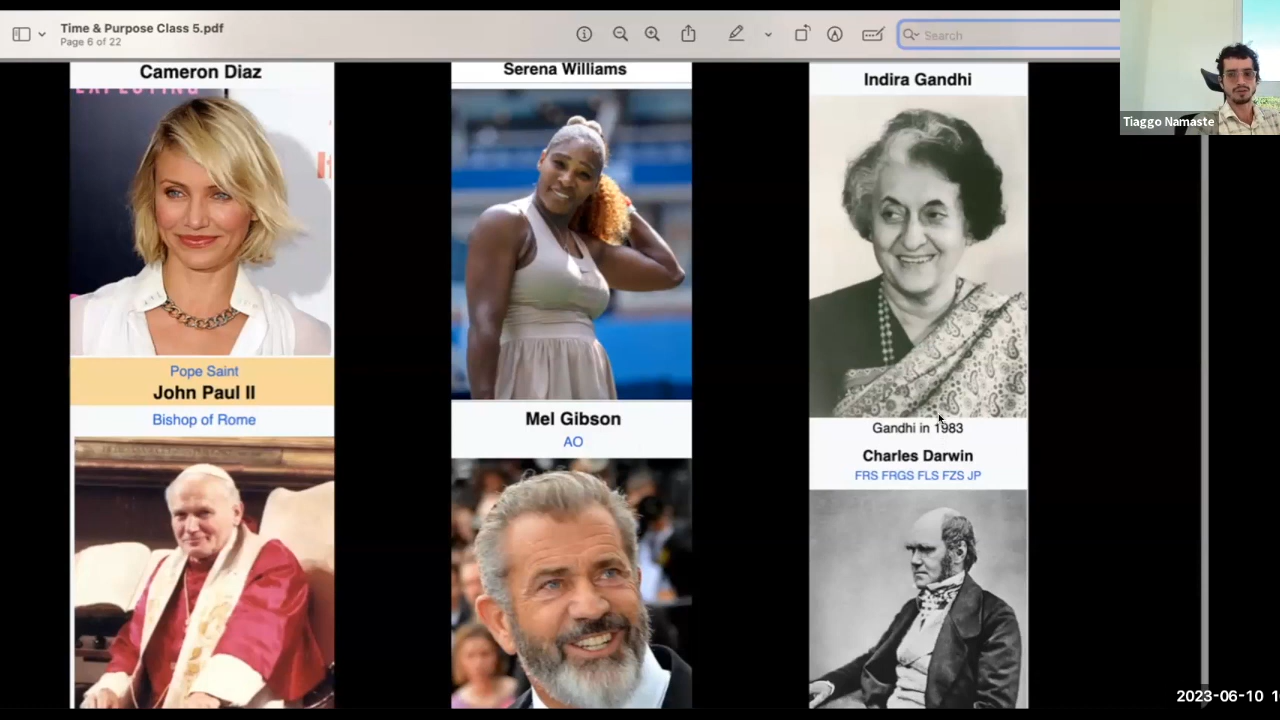 Time & Purpose Class 5.pdf
Page 6 of 22
Search
Tiaggo Namaste
Cameron Diaz
Serena Williams
Indira Gandhi
Pope Saint
John Paul II
Bishop of Rome
Mel Gibson
AO
Gandhi in 1983
Charles Darwin
FRS FRGS FLS FZS JP
2023-06-10